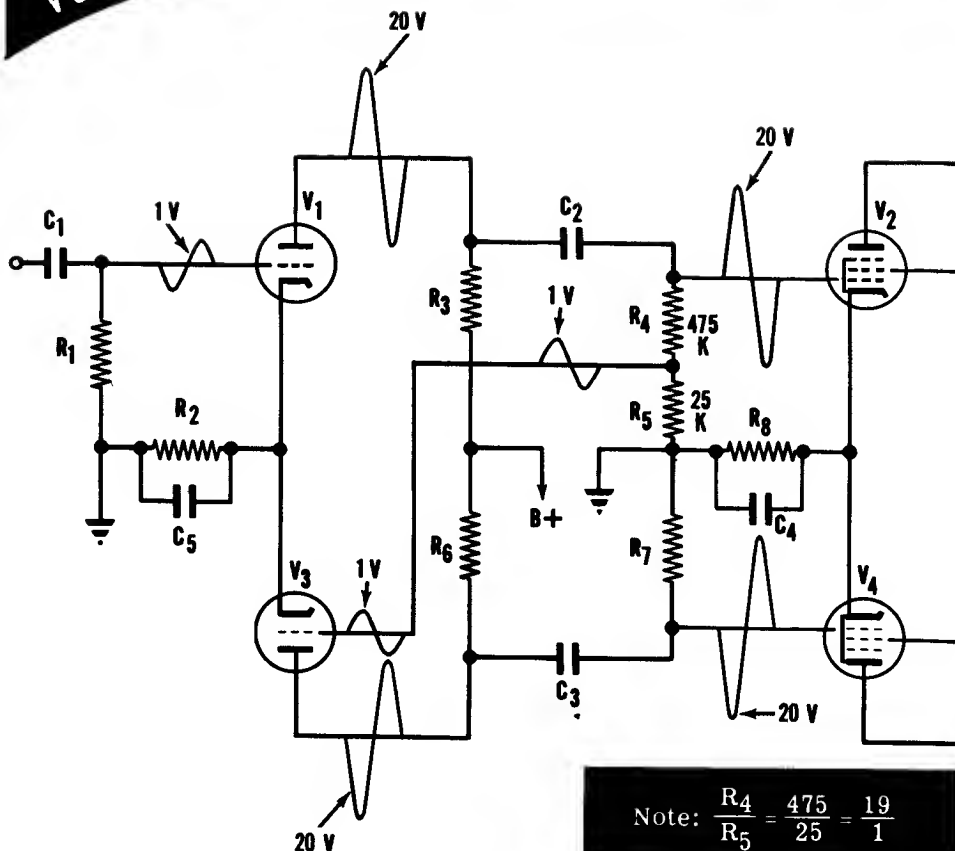 20 V
20 V
C1
1 V
V1
C2
V2
R3
1 V
R4
475
K
R1
R5
25
K
R2
R8
C5
B+
R6
R7
C4
V3
1 V
V4
C3
20 V
20 V
Note: R4/R5 = 475/25 = 19/1